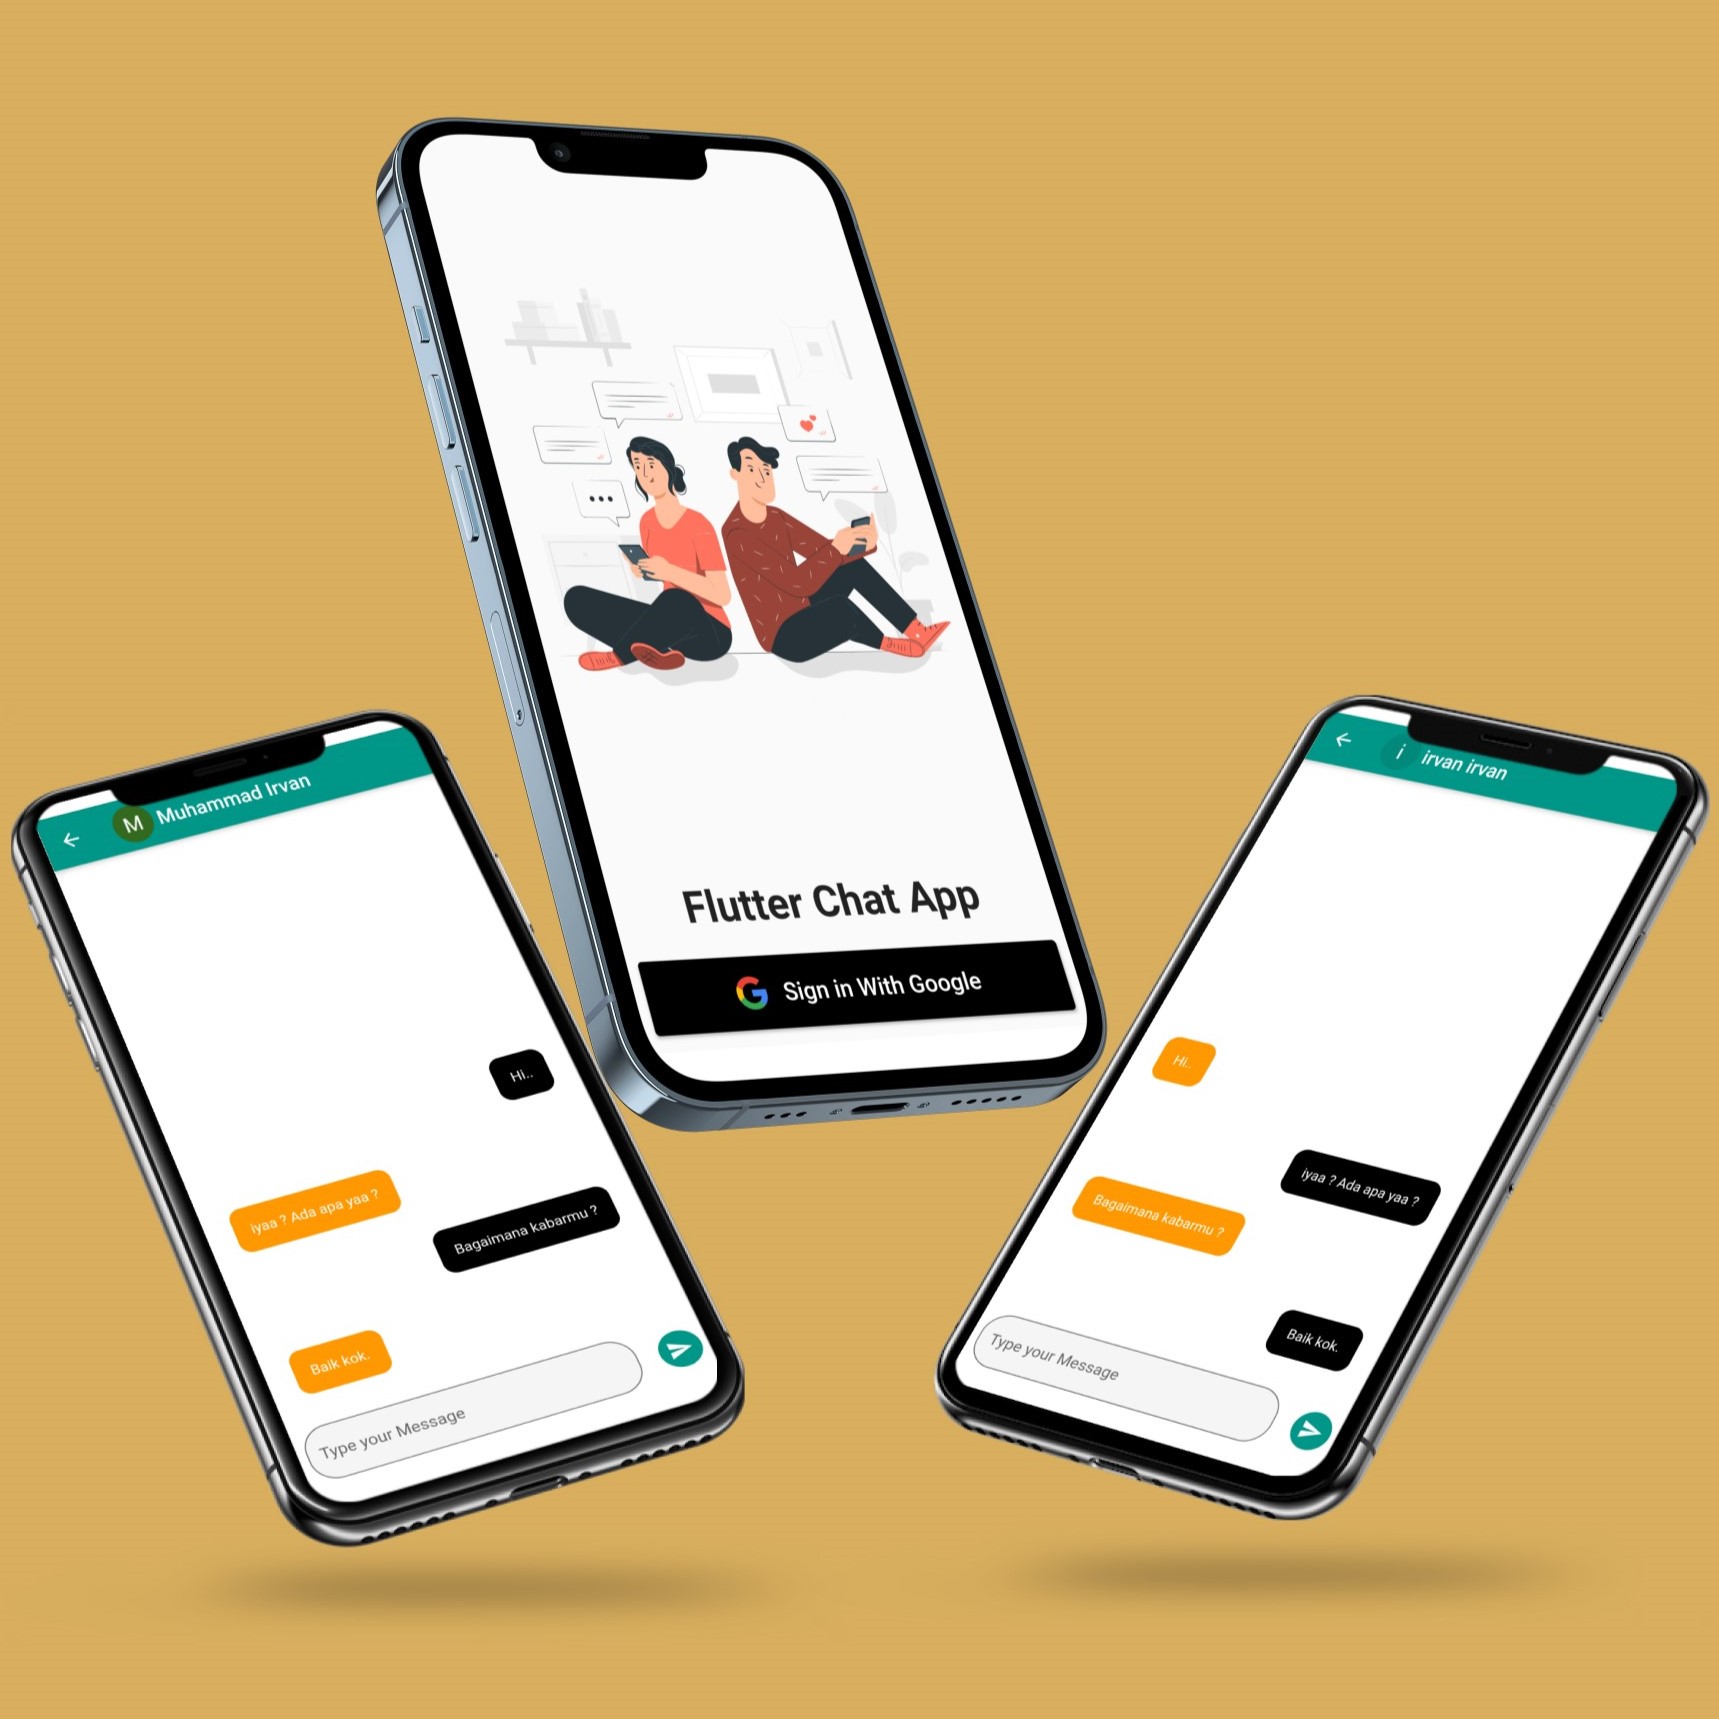 Flutter Chat App
Sign in With Google
M Muhammad Irvan
Hi..
iyaa ? Ada apa yaa ?
Bagaimana kabarmu ?
Baik kok.
Type your Message
i irvan irvan
Hi..
iyaa ? Ada apa yaa ?
Bagaimana kabarmu ?
Baik kok.
Type your Message